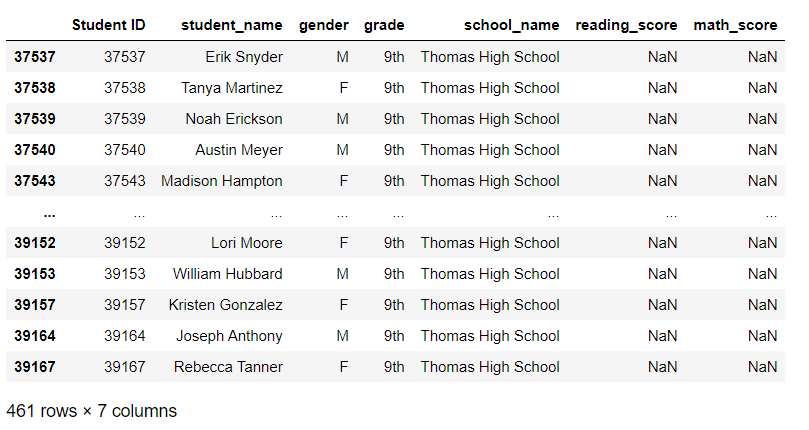 Student ID student_name gender grade school_name reading_score math_score
37537 37537 Erik Snyder M 9th Thomas High School NaN NaN
37538 37538 Tanya Martinez F 9th Thomas High School NaN NaN
37539 37539 Noah Erickson M 9th Thomas High School NaN NaN
37540 37540 Austin Meyer M 9th Thomas High School NaN NaN
37543 37543 Madison Hampton F 9th Thomas High School NaN NaN
... ... ... ... ... ... ... ...
39152 39152 Lori Moore F 9th Thomas High School NaN NaN
39153 39153 William Hubbard M 9th Thomas High School NaN NaN
39157 39157 Kristen Gonzalez F 9th Thomas High School NaN NaN
39164 39164 Joseph Anthony M 9th Thomas High School NaN NaN
39167 39167 Rebecca Tanner F 9th Thomas High School NaN NaN
461 rows × 7 columns